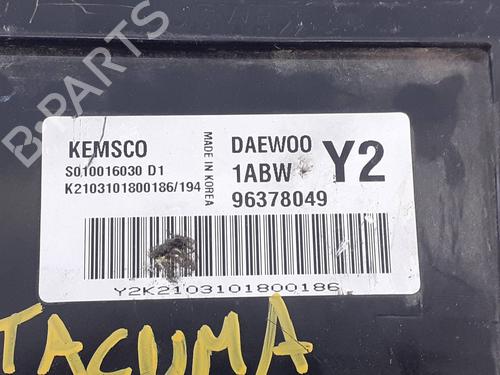 B-PARTS
KEMSCO
S010016030 D1
K2103101800186/194
MADE IN KOREA
DAEWOO
1ABW
96378049
Y2
Y2K2103101800186
TACUMA